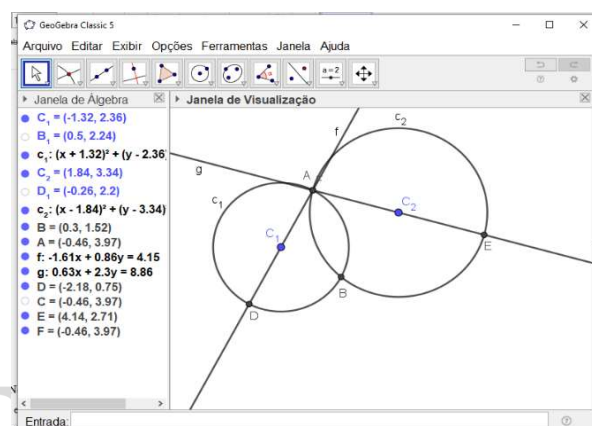 GeoGebra Classic 5
Arquivo Editar Exibir Opções Ferramentas Janela Ajuda
a=2
Janela de Álgebra
Janela de Visualização
C₁ = (-1.32, 2.36)
B₁ = (0.5, 2.24)
c₁: (x + 1.32)² + (y - 2.36)
C₂ = (1.84, 3.34)
D₁ = (-0.26, 2.2)
c₂: (x - 1.84)² + (y - 3.34)
B = (0.3, 1.52)
A = (-0.46, 3.97)
f: -1.61x + 0.86y = 4.15
g: 0.63x + 2.3y = 8.86
D = (-2.18, 0.75)
C = (-0.46, 3.97)
E = (4.14, 2.71)
F = (-0.46, 3.97)
f
c₂
g
A
c₁
C₂
C₁
E
B
D
Entrada: